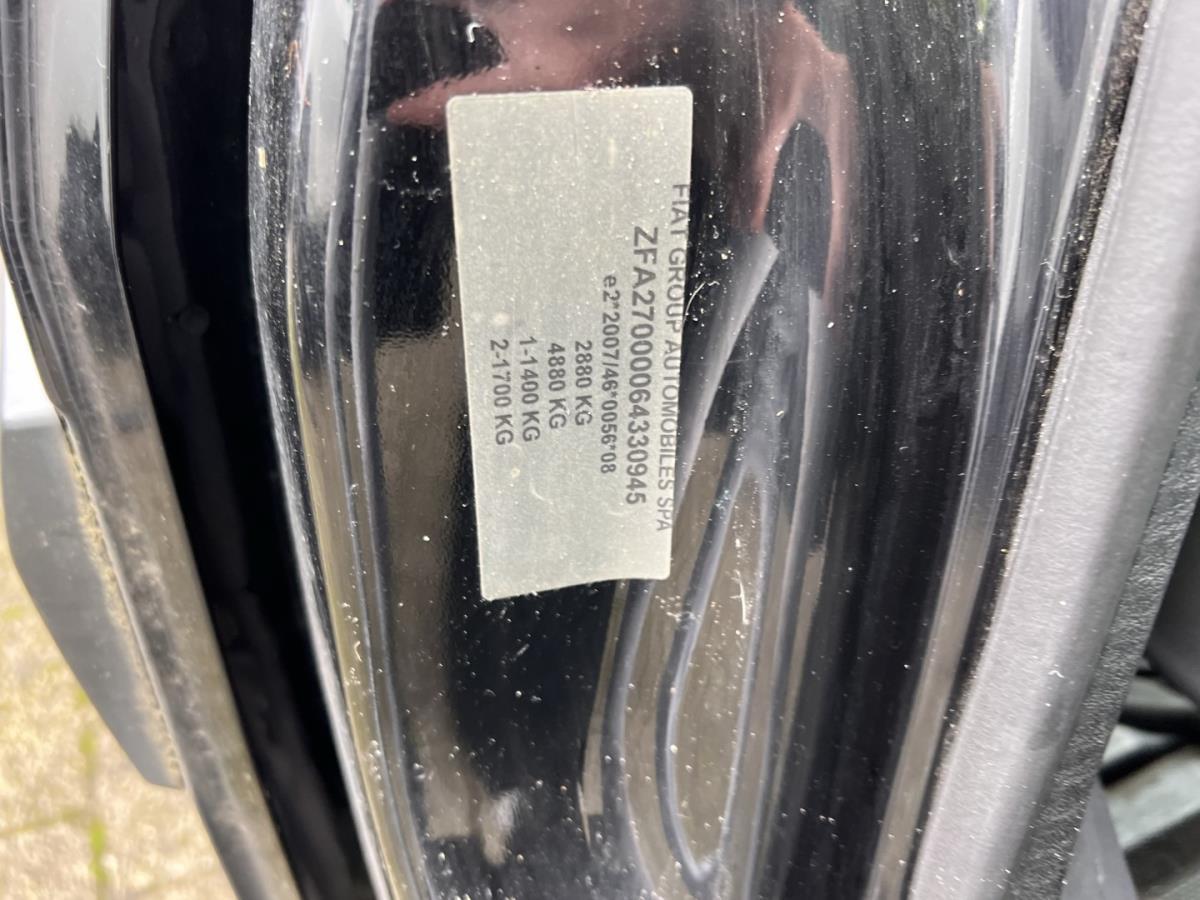 FIAT GROUP AUTOMOBILES SPA
ZFA27000064330945
e2*2007/46*0056*08
2880 KG
4880 KG
1-1400 KG
2-1700 KG